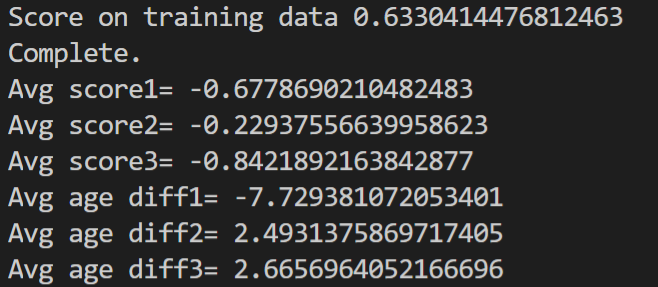 Score on training data 0.6330414476812463
Complete.
Avg score1= -0.6778690210482483
Avg score2= -0.22937556639958623
Avg score3= -0.8421892163842877
Avg age diff1= -7.729381072053401
Avg age diff2= 2.4931375869717405
Avg age diff3= 2.6656964052166696